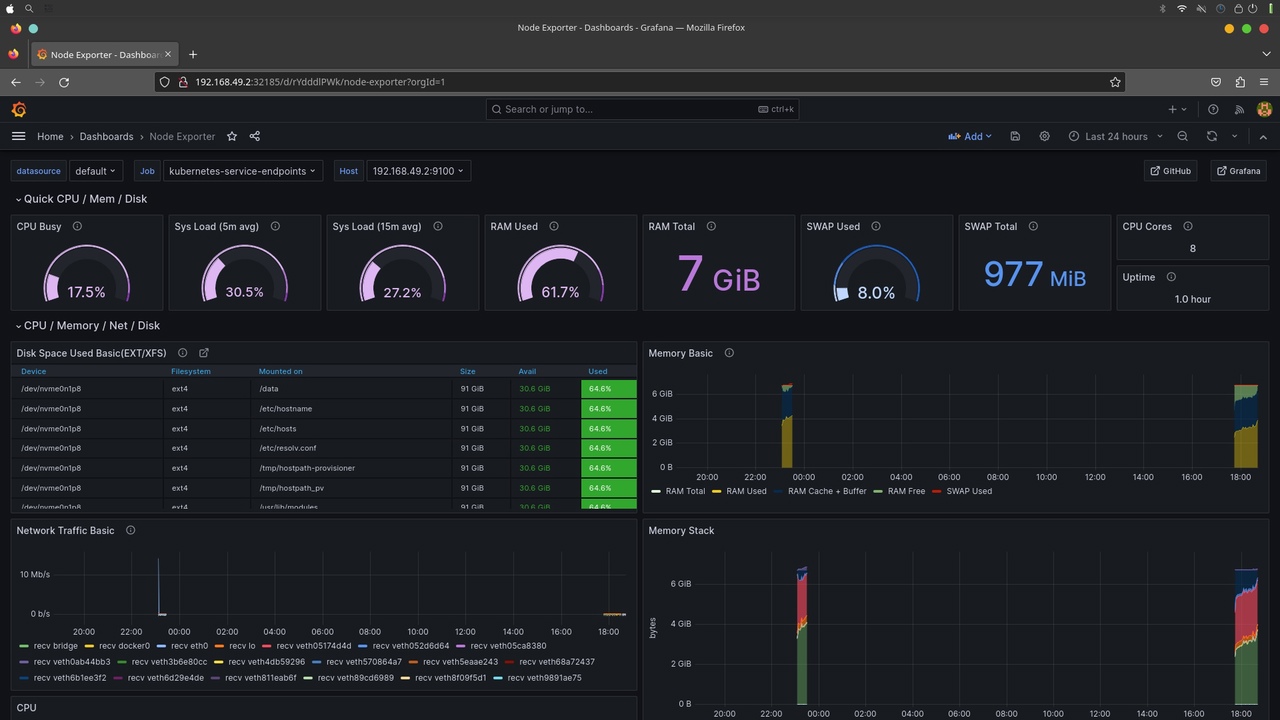 Node Exporter - Dashboards - Grafana — Mozilla Firefox
Node Exporter - Dashboar
192.168.49.2:32185/d/rYdddlPWk/node-exporter?orgId=1
Search or jump to... ctrl+k
Home › Dashboards › Node Exporter Add Last 24 hours
datasource default Job kubernetes-service-endpoints Host 192.168.49.2:9100 GitHub Grafana
Quick CPU / Mem / Disk
CPU Busy
17.5%
Sys Load (5m avg)
30.5%
Sys Load (15m avg)
27.2%
RAM Used
61.7%
RAM Total
7 GiB
SWAP Used
8.0%
SWAP Total
977 MiB
CPU Cores
8
Uptime
1.0 hour
CPU / Memory / Net / Disk
Disk Space Used Basic(EXT/XFS)
Device Filesystem Mounted on Size Avail Used
/dev/nvme0n1p8 ext4 /data 91 GiB 30.6 GiB 64.6%
/dev/nvme0n1p8 ext4 /etc/hostname 91 GiB 30.6 GiB 64.6%
/dev/nvme0n1p8 ext4 /etc/hosts 91 GiB 30.6 GiB 64.6%
/dev/nvme0n1p8 ext4 /etc/resolv.conf 91 GiB 30.6 GiB 64.6%
/dev/nvme0n1p8 ext4 /tmp/hostpath-provisioner 91 GiB 30.6 GiB 64.6%
/dev/nvme0n1p8 ext4 /tmp/hostpath_pv 91 GiB 30.6 GiB 64.6%
/dev/nvme0n1p8 ext4 /usr/lib/modules 91 GiB 30.6 GiB 64.6%
Memory Basic
6 GiB
4 GiB
2 GiB
0 B
20:00 22:00 00:00 02:00 04:00 06:00 08:00 10:00 12:00 14:00 16:00 18:00
RAM Total RAM Used RAM Cache + Buffer RAM Free SWAP Used
Network Traffic Basic
10 Mb/s
0 b/s
20:00 22:00 00:00 02:00 04:00 06:00 08:00 10:00 12:00 14:00 16:00 18:00
recv bridge recv docker0 recv eth0 recv lo recv veth05174d4d recv veth052d6d64 recv veth05ca8380
recv veth0ab44bb3 recv veth3b6e80cc recv veth4db59296 recv veth570864a7 recv veth5eaae243 recv veth68a72437
recv veth6b1ee3f2 recv veth6d29e4de recv veth811eab6f recv veth89cd6989 recv veth8f09f5d1 recv veth9891ae75
Memory Stack
bytes
6 GiB
4 GiB
2 GiB
0 B
20:00 22:00 00:00 02:00 04:00 06:00 08:00 10:00 12:00 14:00 16:00 18:00
CPU